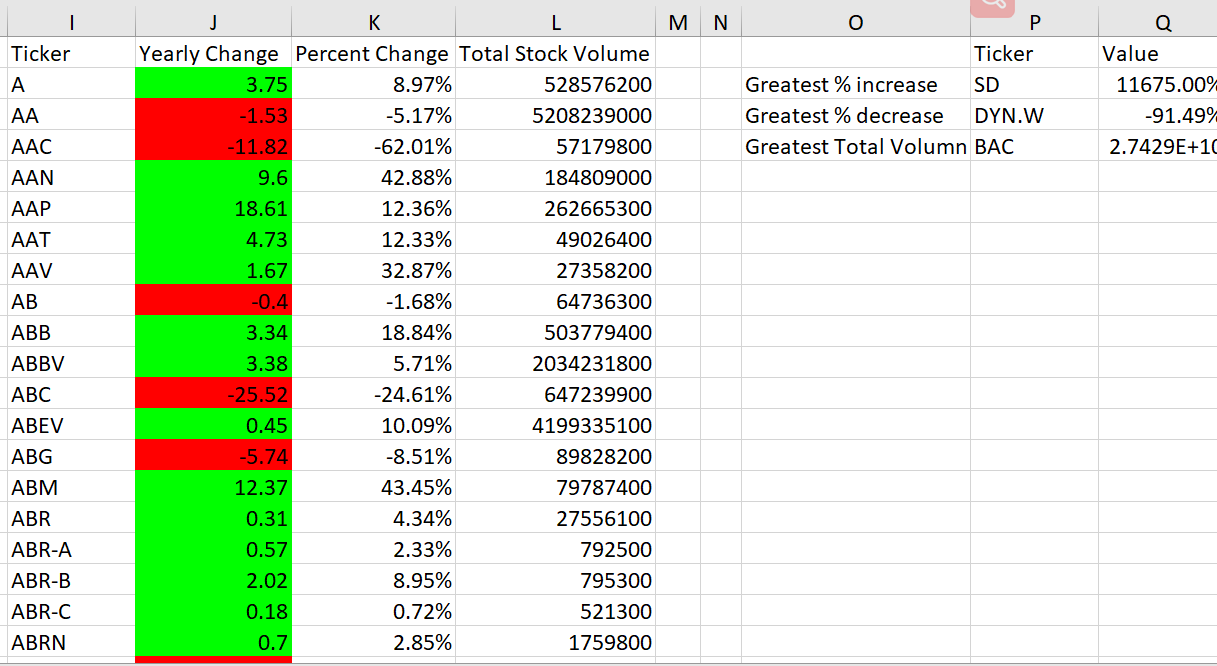 I J K L M N O P Q
Ticker Yearly Change Percent Change Total Stock Volume Ticker Value
A 3.75 8.97% 528576200 Greatest % increase SD 11675.00%
AA -1.53 -5.17% 5208239000 Greatest % decrease DYN.W -91.49%
AAC -11.82 -62.01% 57179800 Greatest Total Volumn BAC 2.7429E+10
AAN 9.6 42.88% 184809000
AAP 18.61 12.36% 262665300
AAT 4.73 12.33% 49026400
AAV 1.67 32.87% 27358200
AB -0.4 -1.68% 64736300
ABB 3.34 18.84% 503779400
ABBV 3.38 5.71% 2034231800
ABC -25.52 -24.61% 647239900
ABEV 0.45 10.09% 4199335100
ABG -5.74 -8.51% 89828200
ABM 12.37 43.45% 79787400
ABR 0.31 4.34% 27556100
ABR-A 0.57 2.33% 792500
ABR-B 2.02 8.95% 795300
ABR-C 0.18 0.72% 521300
ABRN 0.7 2.85% 1759800